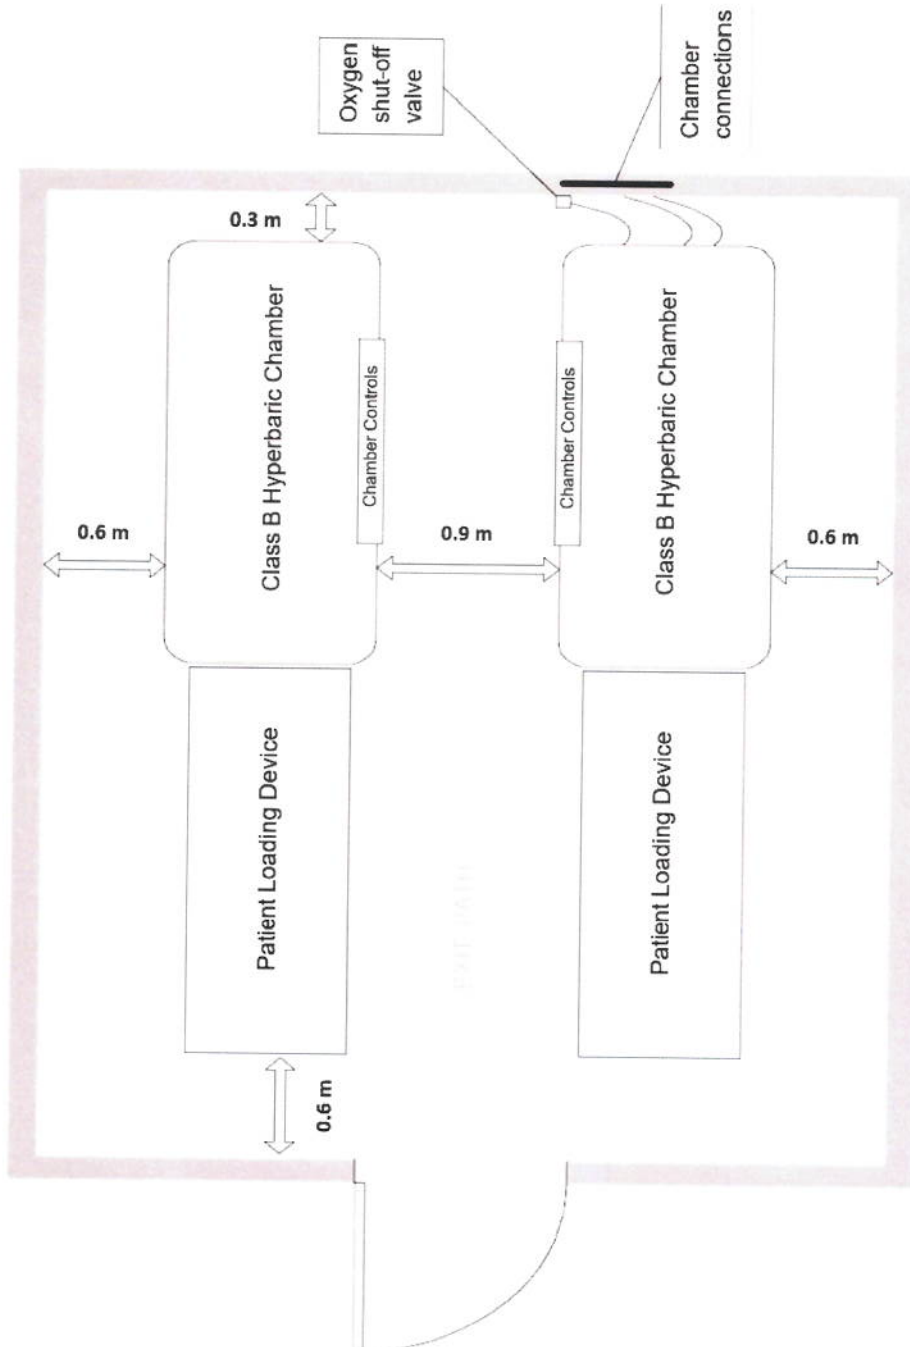 Oxygen
shut-off
valve
Chamber
connections
0.3 m
Class B Hyperbaric Chamber
Chamber Controls
Chamber Controls
Class B Hyperbaric Chamber
0.6 m
0.9 m
0.6 m
Patient Loading Device
Patient Loading Device
0.6 m